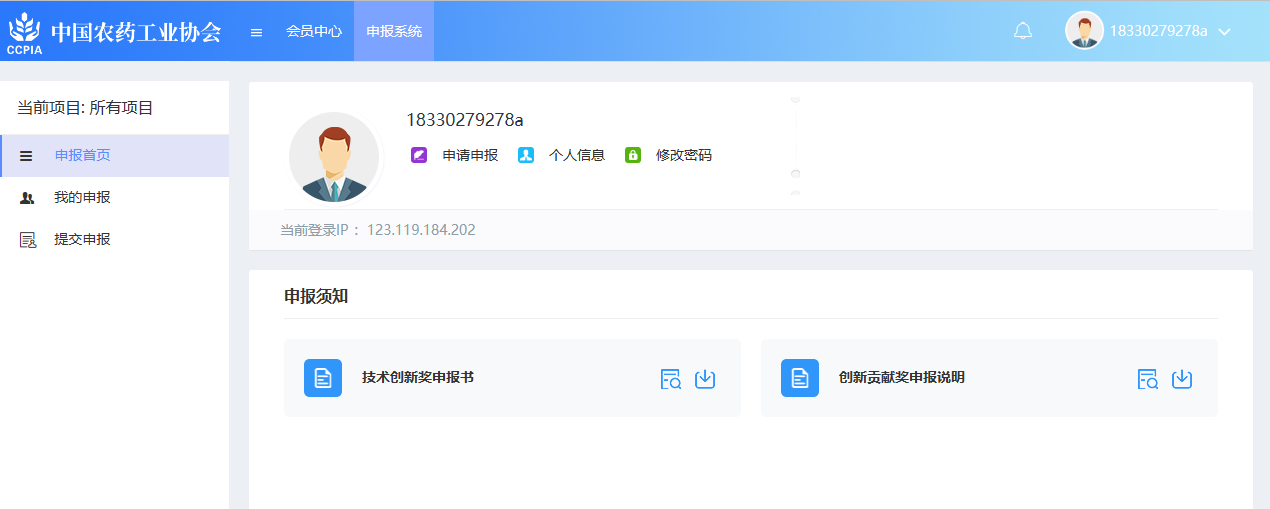 中国农药工业协会
CCPIA
会员中心
申报系统
18330279278a
当前项目: 所有项目
申报首页
我的申报
提交申报
18330279278a
申请申报
个人信息
修改密码
当前登录IP： 123.119.184.202
申报须知
技术创新奖申报书
创新贡献奖申报说明